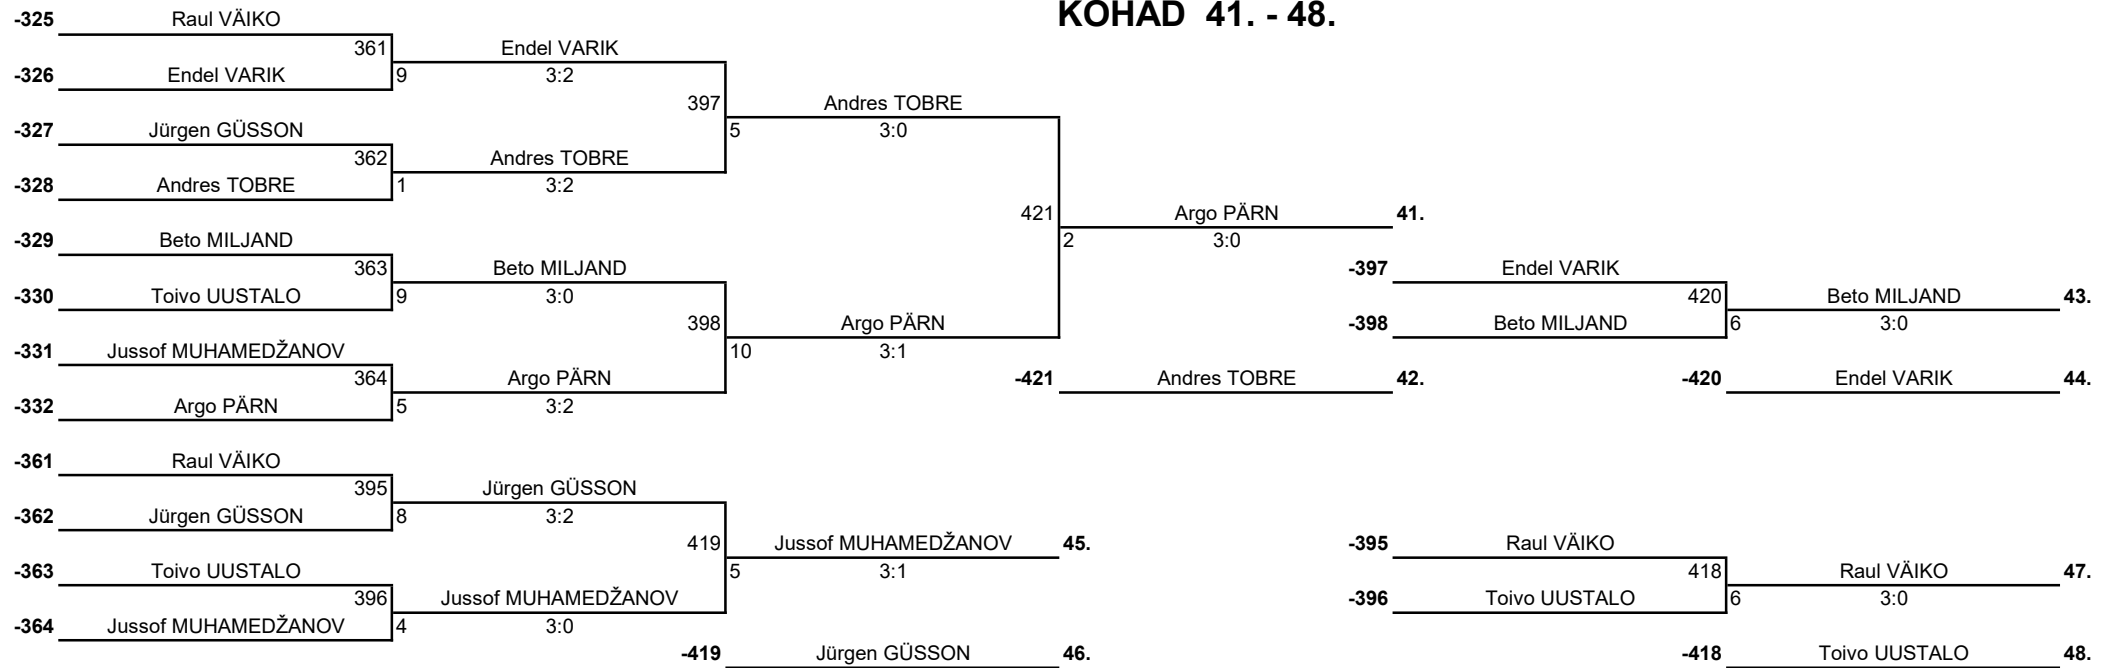 KOHAD 41. - 48.
-325 Raul VÄIKO
361 Endel VARIK
-326 Endel VARIK 9 3:2
397 Andres TOBRE
-327 Jürgen GÜSSON 5 3:0
362 Andres TOBRE
-328 Andres TOBRE 1 3:2
421 Argo PÄRN 41.
-329 Beto MILJAND 2 3:0
363 Beto MILJAND -397 Endel VARIK
-330 Toivo UUSTALO 9 3:0 420 Beto MILJAND 43.
398 Argo PÄRN -398 Beto MILJAND 6 3:0
-331 Jussof MUHAMEDŽANOV 10 3:1
364 Argo PÄRN -421 Andres TOBRE 42. -420 Endel VARIK 44.
-332 Argo PÄRN 5 3:2
-361 Raul VÄIKO
395 Jürgen GÜSSON
-362 Jürgen GÜSSON 8 3:2
419 Jussof MUHAMEDŽANOV 45. -395 Raul VÄIKO
-363 Toivo UUSTALO 5 3:1 418 Raul VÄIKO 47.
396 Jussof MUHAMEDŽANOV -396 Toivo UUSTALO 6 3:0
-364 Jussof MUHAMEDŽANOV 4 3:0
-419 Jürgen GÜSSON 46. -418 Toivo UUSTALO 48.